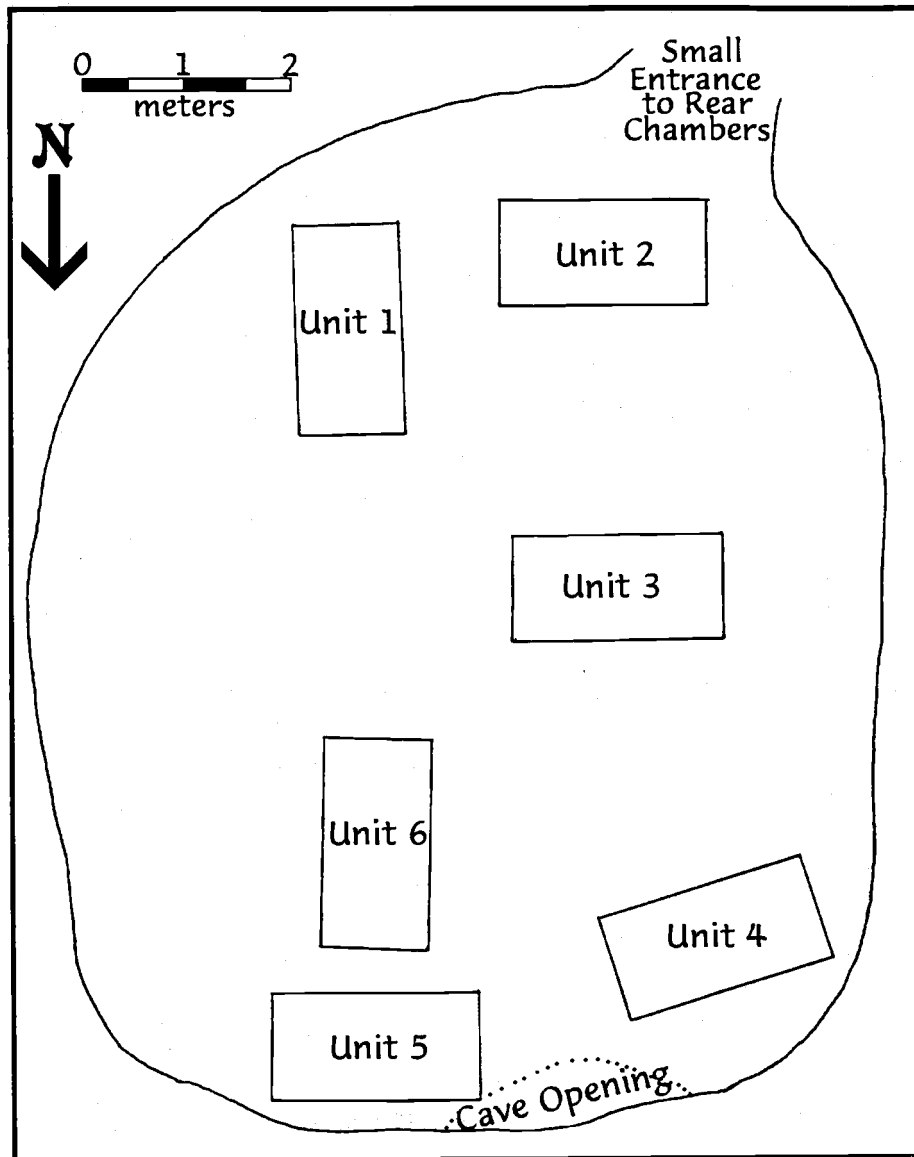 0 1 2
meters
Small
Entrance
to Rear
Chambers
N
Unit 2
Unit 1
Unit 3
Unit 6
Unit 4
Unit 5
Cave Opening